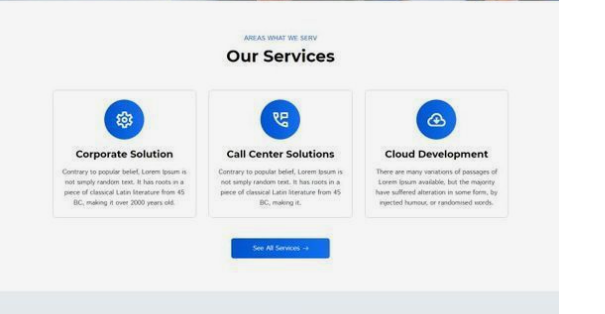 AREAS WHAT WE SERV
Our Services
Corporate Solution
Contrary to popular belief, Lorem Ipsum is
not simply random text. It has roots in a
piece of classical Latin literature from 45
BC, making it over 2000 years old.
Call Center Solutions
Contrary to popular belief, Lorem Ipsum is
not simply random text. It has roots in a
piece of classical Latin literature from 45
BC, making it.
Cloud Development
There are many variations of passages of
Lorem Ipsum available, but the majority
have suffered alteration in some form, by
injected humour, or randomised words.
See All Services →